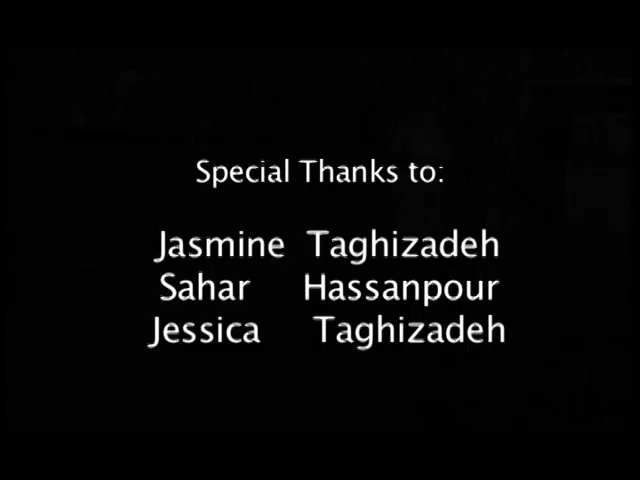 Special Thanks to:
Jasmine Taghizadeh
Sahar Hassanpour
Jessica Taghizadeh